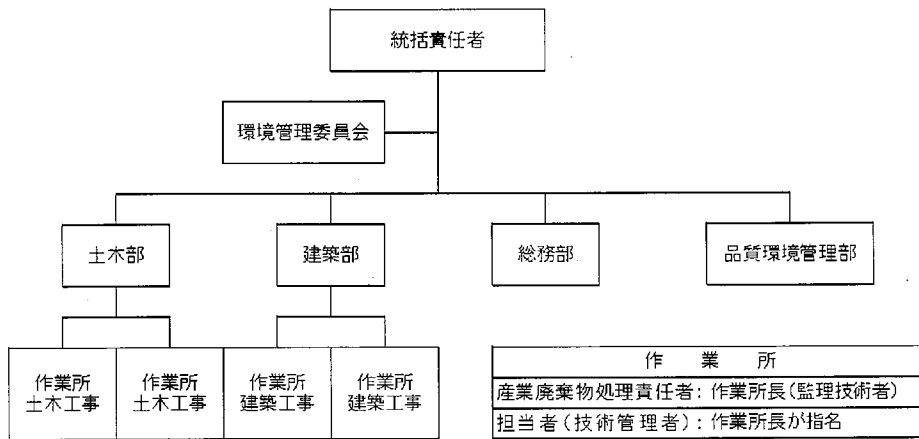 統括責任者
環境管理委員会
土木部
建築部
総務部
品質環境管理部
作業所
土木工事
作業所
土木工事
作業所
建築工事
作業所
建築工事
作業所
産業廃棄物処理責任者：作業所長（監理技術者）
担当者（技術管理者）：作業所長が指名